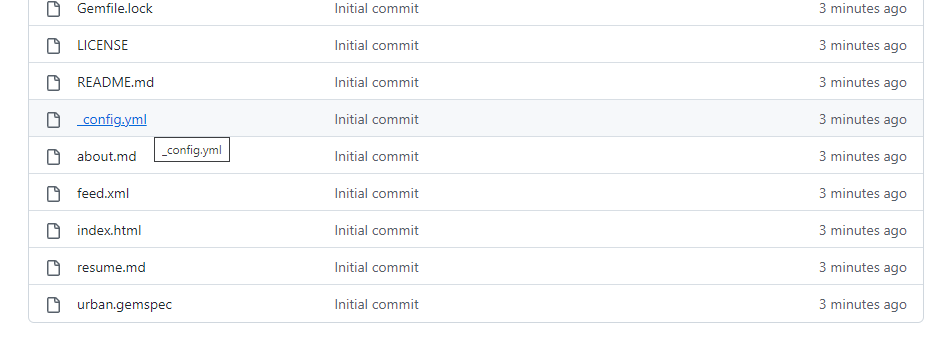 Gemfile.lock Initial commit 3 minutes ago
LICENSE Initial commit 3 minutes ago
README.md Initial commit 3 minutes ago
_config.yml Initial commit 3 minutes ago
_config.yml
about.md Initial commit 3 minutes ago
feed.xml Initial commit 3 minutes ago
index.html Initial commit 3 minutes ago
resume.md Initial commit 3 minutes ago
urban.gemspec Initial commit 3 minutes ago